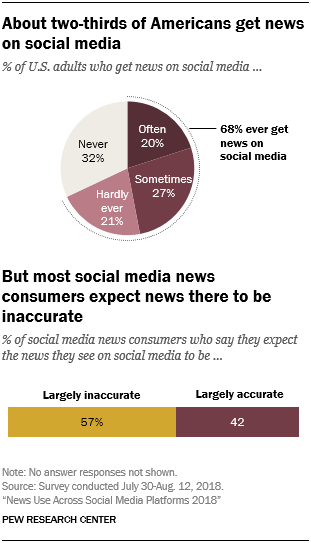 About two-thirds of Americans get news
on social media
% of U.S. adults who get news on social media ...
Never
32%
Often
20%
68% ever get
news on
social media
Sometimes
27%
Hardly
ever
21%
But most social media news
consumers expect news there to be
inaccurate
% of social media news consumers who say they expect
the news they see on social media to be ...
Largely inaccurate
Largely accurate
57%
42
Note: No answer responses not shown.
Source: Survey conducted July 30-Aug. 12, 2018.
“News Use Across Social Media Platforms 2018”
PEW RESEARCH CENTER